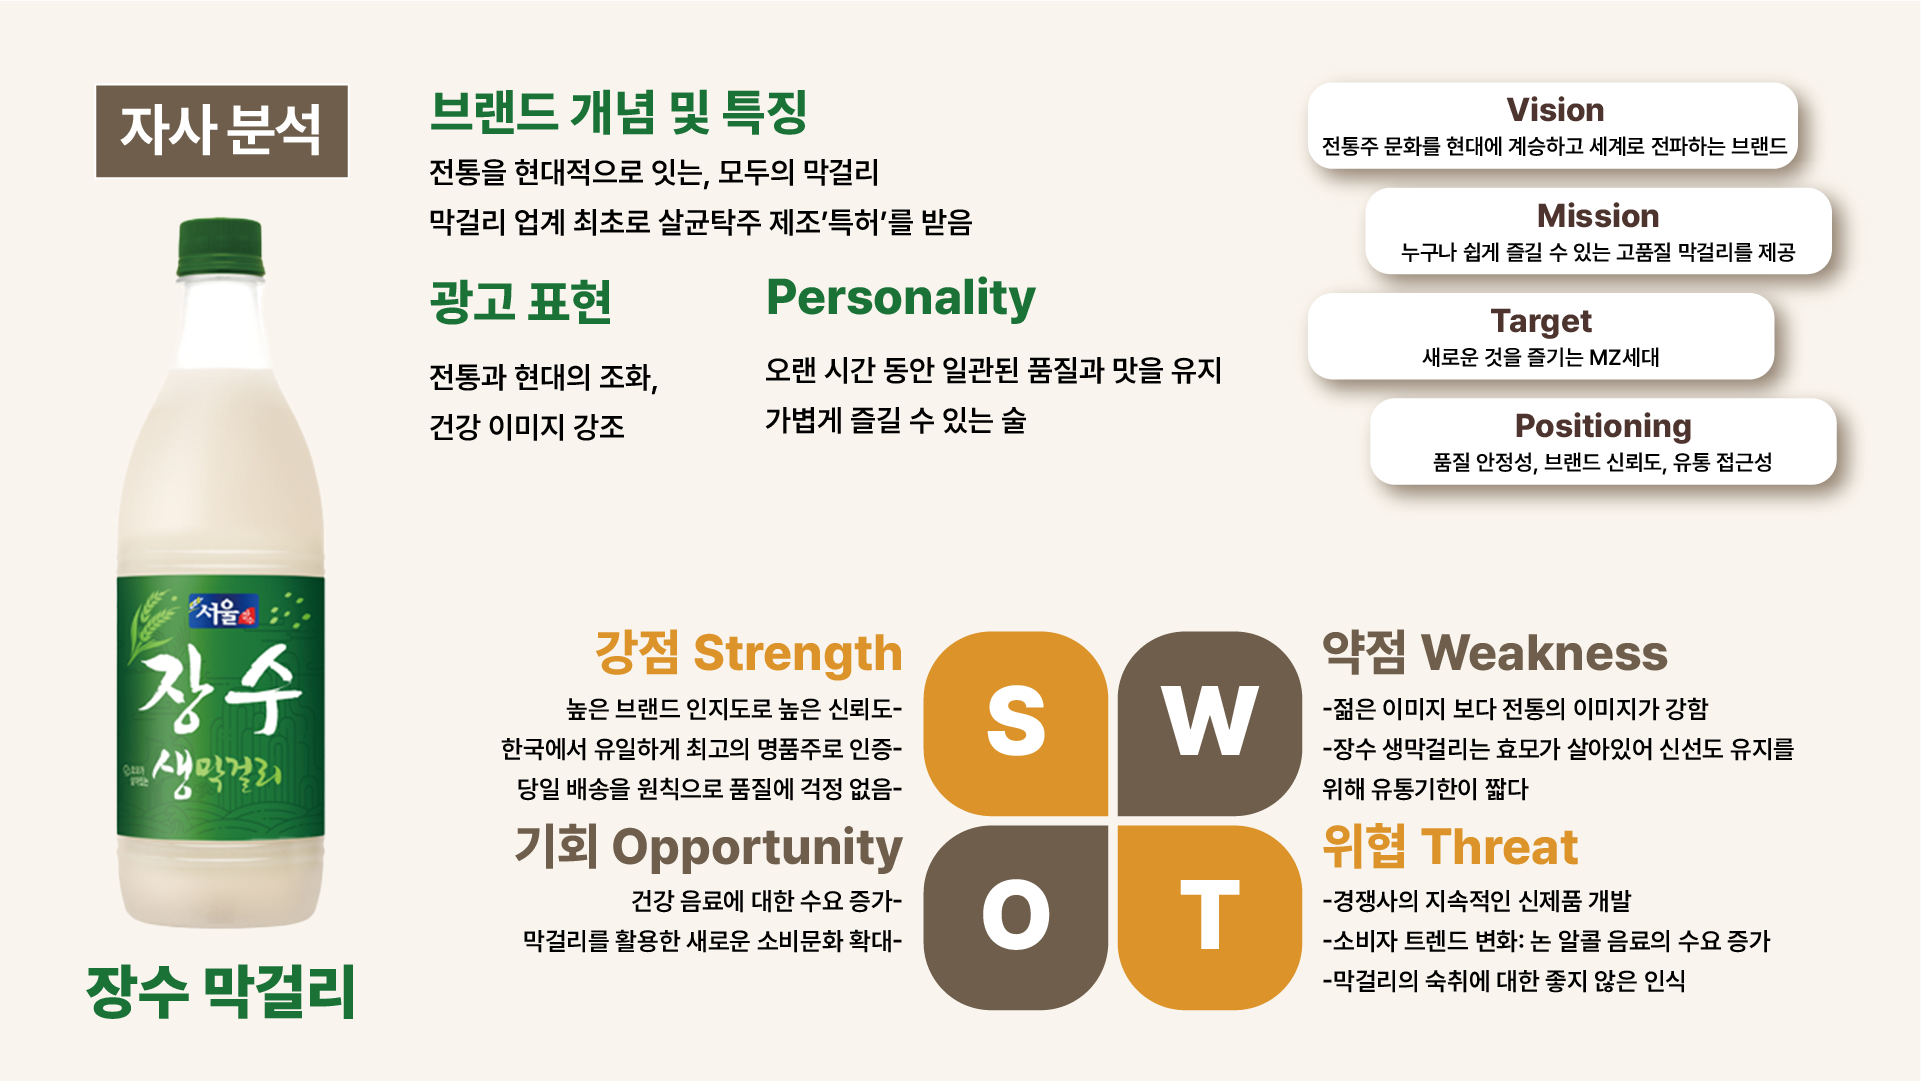 자사 분석
브랜드 개념 및 특징
전통을 현대적으로 잇는, 모두의 막걸리
막걸리 업계 최초로 살균탁주 제조’특허’를 받음
광고 표현
전통과 현대의 조화,
건강 이미지 강조
Personality
오랜 시간 동안 일관된 품질과 맛을 유지
가볍게 즐길 수 있는 술
Vision
전통주 문화를 현대에 계승하고 세계로 전파하는 브랜드
Mission
누구나 쉽게 즐길 수 있는 고품질 막걸리를 제공
Target
새로운 것을 즐기는 MZ세대
Positioning
품질 안정성, 브랜드 신뢰도, 유통 접근성
서울
장수
생막걸리
장수 막걸리
강점 Strength
높은 브랜드 인지도로 높은 신뢰도-
한국에서 유일하게 최고의 명품주로 인증-
당일 배송을 원칙으로 품질에 걱정 없음-
S
W
약점 Weakness
-젊은 이미지 보다 전통의 이미지가 강함
-장수 생막걸리는 효모가 살아있어 신선도 유지를
위해 유통기한이 짧다
기회 Opportunity
건강 음료에 대한 수요 증가-
막걸리를 활용한 새로운 소비문화 확대-
O
T
위협 Threat
-경쟁사의 지속적인 신제품 개발
-소비자 트렌드 변화: 논 알콜 음료의 수요 증가
-막걸리의 숙취에 대한 좋지 않은 인식